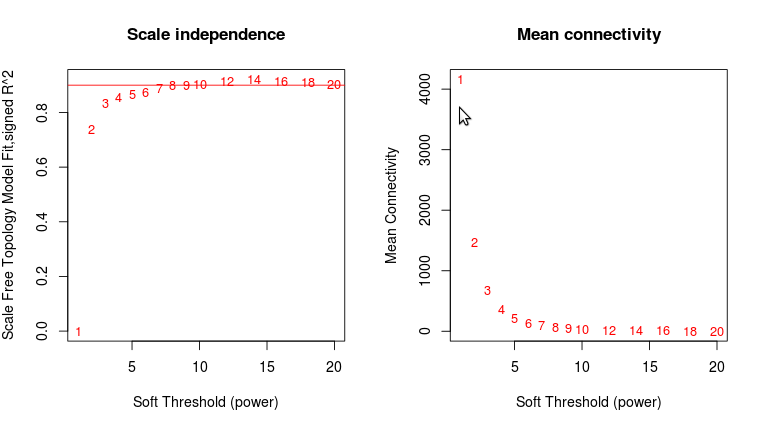 Scale independence
Scale Free Topology Model Fit,signed R^2
0.0 0.2 0.4 0.6 0.8
1 2 3 4 5 6 7 8 9 10 12 14 16 18 20
5 10 15 20
Soft Threshold (power)
Mean connectivity
Mean Connectivity
0 1000 2000 3000 4000
1 2 3 4 5 6 7 8 9 10 12 14 16 18 20
5 10 15 20
Soft Threshold (power)